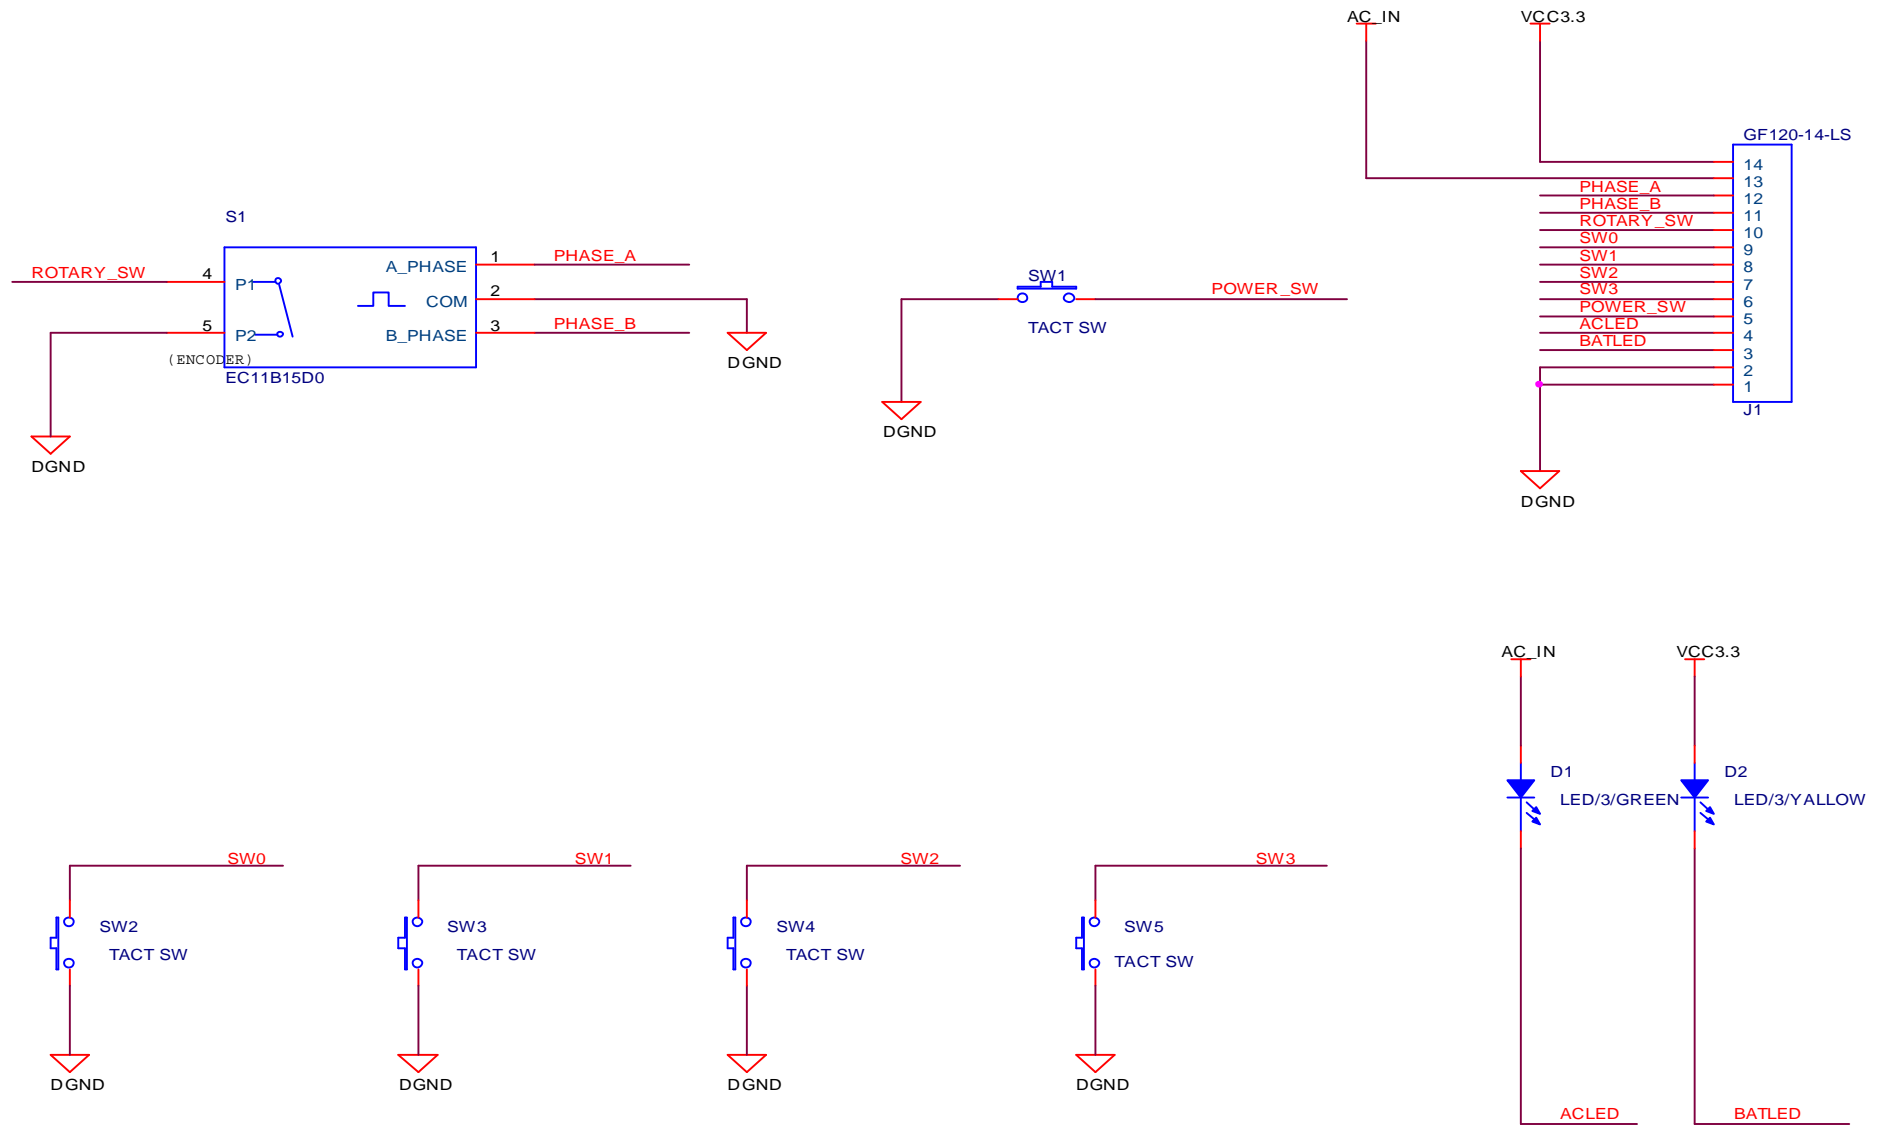 AC_IN
VCC3.3
GF120-14-LS
14
13
PHASE_A
12
PHASE_B
11
ROTARY_SW
10
SW0
9
SW1
8
SW2
7
SW3
6
POWER_SW
5
ACLED
4
BATLED
3
2
1
J1
DGND
S1
ROTARY_SW
4
P1
5
P2
A_PHASE
1
PHASE_A
COM
2
B_PHASE
3
PHASE_B
(ENCODER)
EC11B15D0
DGND
DGND
SW1
POWER_SW
TACT SW
DGND
AC_IN
VCC3.3
D1
LED/3/GREEN
D2
LED/3/YALLOW
ACLED
BATLED
SW0
SW2
TACT SW
DGND
SW1
SW3
TACT SW
DGND
SW2
SW4
TACT SW
DGND
SW3
SW5
TACT SW
DGND